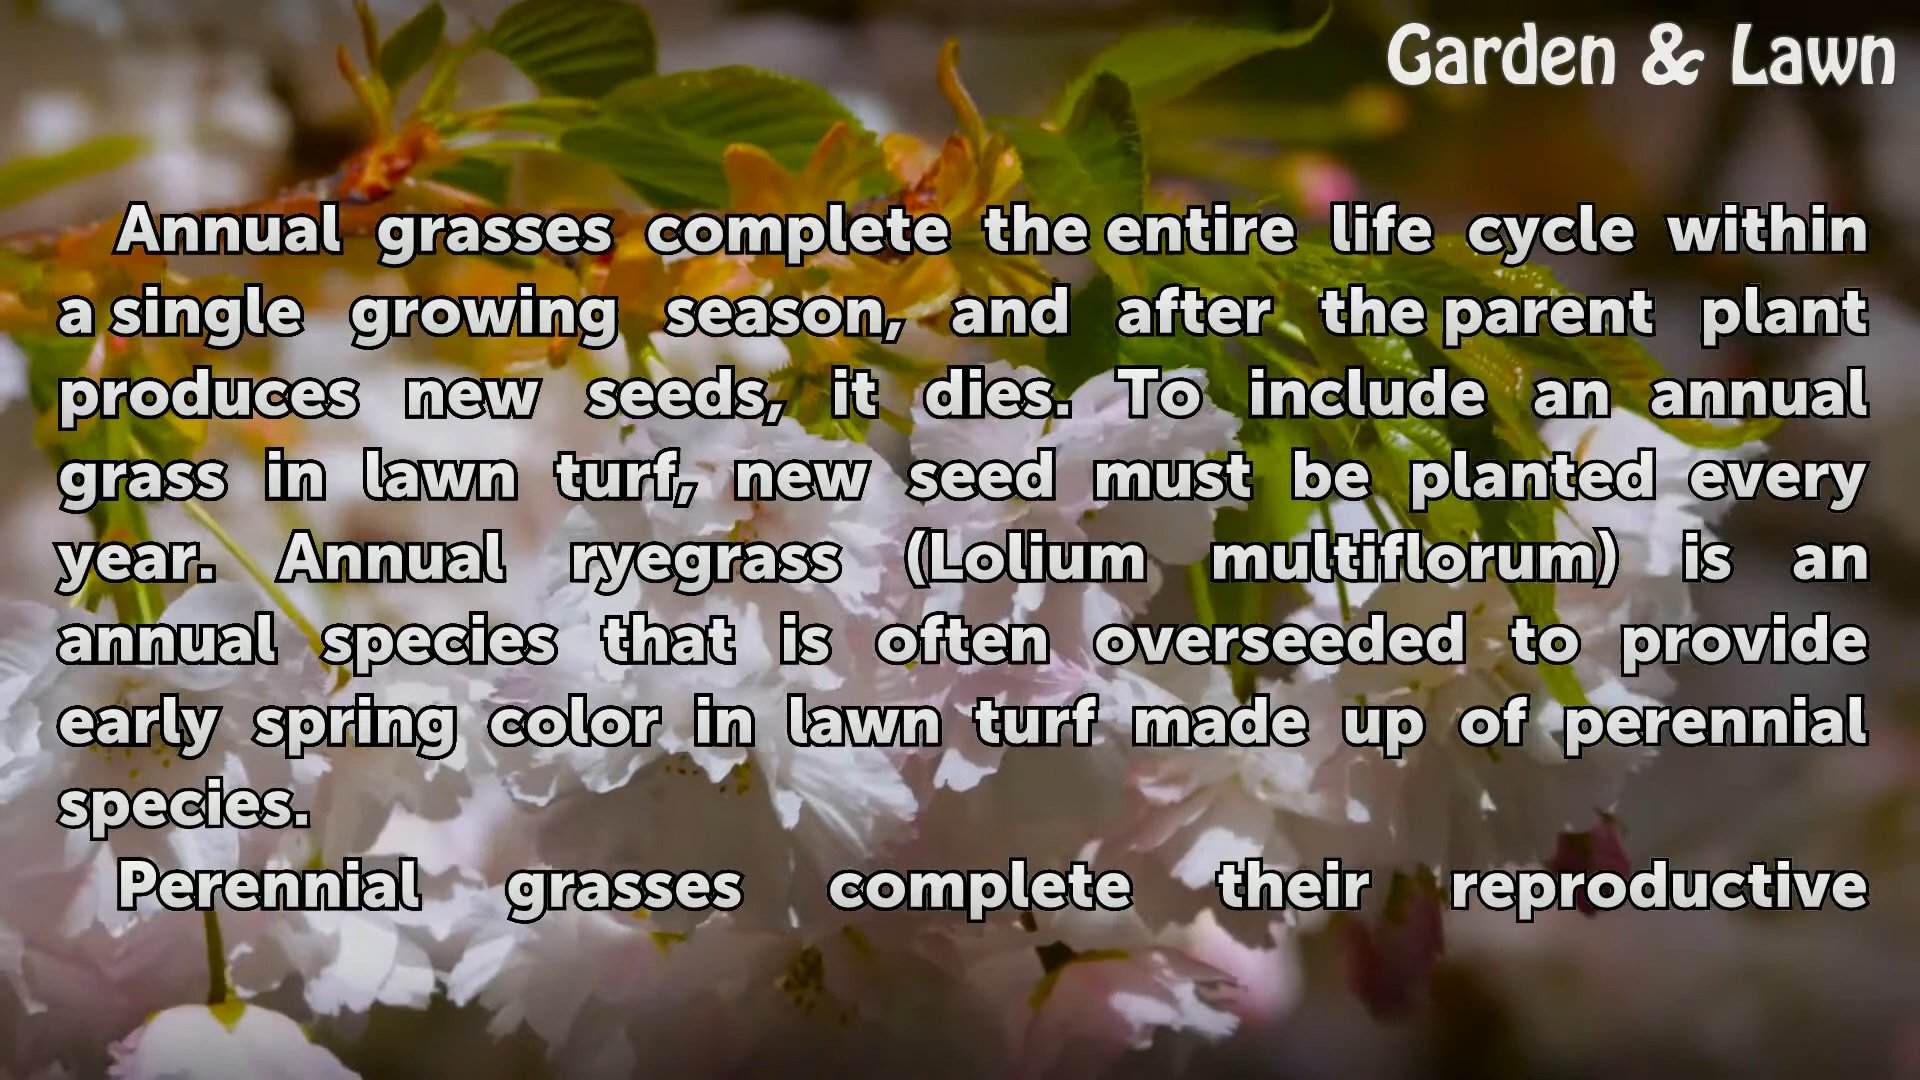 Garden & Lawn
Annual grasses complete the entire life cycle within
a single growing season, and after the parent plant
produces new seeds, it dies. To include an annual
grass in lawn turf, new seed must be planted every
year. Annual ryegrass (Lolium multiflorum) is an
annual species that is often overseeded to provide
early spring color in lawn turf made up of perennial
species.
Perennial grasses complete their reproductive